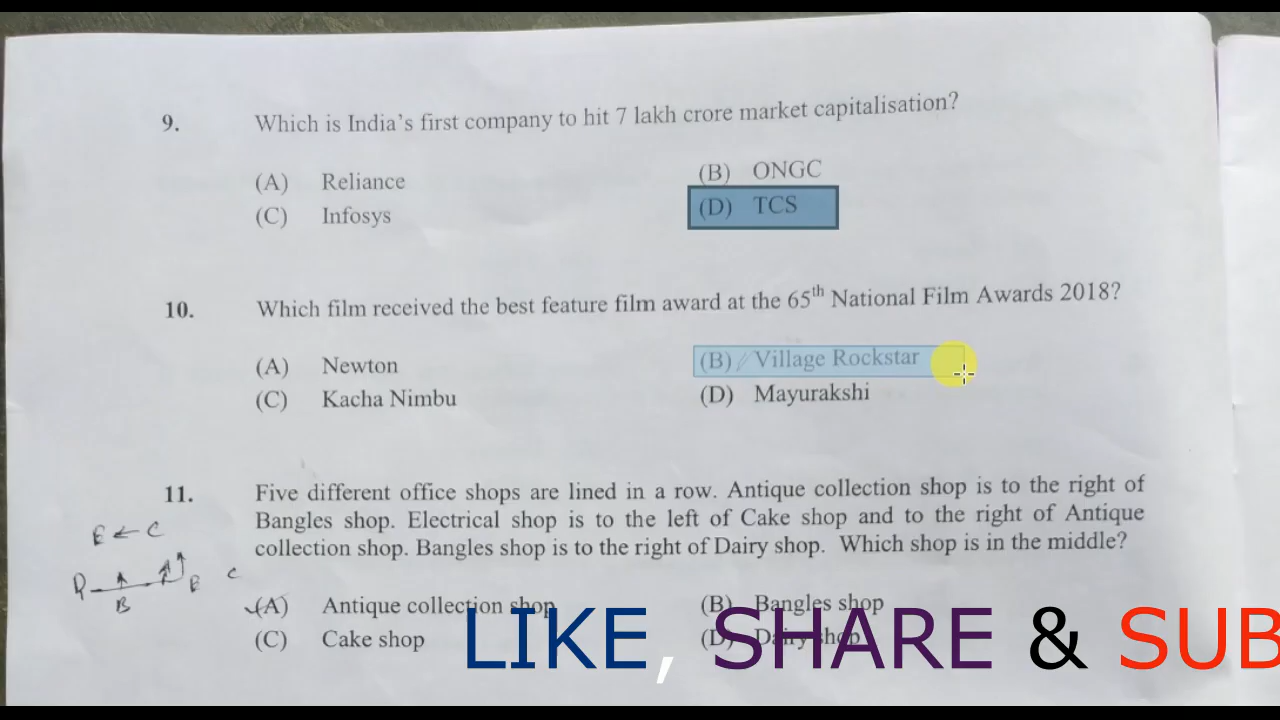 9. Which is India's first company to hit 7 lakh crore market capitalisation?
(A) Reliance (B) ONGC
(C) Infosys (D) TCS
10. Which film received the best feature film award at the 65th National Film Awards 2018?
(A) Newton (B) Village Rockstar
(C) Kacha Nimbu (D) Mayurakshi
11. Five different office shops are lined in a row. Antique collection shop is to the right of
Bangles shop. Electrical shop is to the left of Cake shop and to the right of Antique
collection shop. Bangles shop is to the right of Dairy shop. Which shop is in the middle?
E ← C
D B E C
(A) Antique collection shop (B) Bangles shop
(C) Cake shop (D) Dairy shop
LIKE, SHARE & SUB